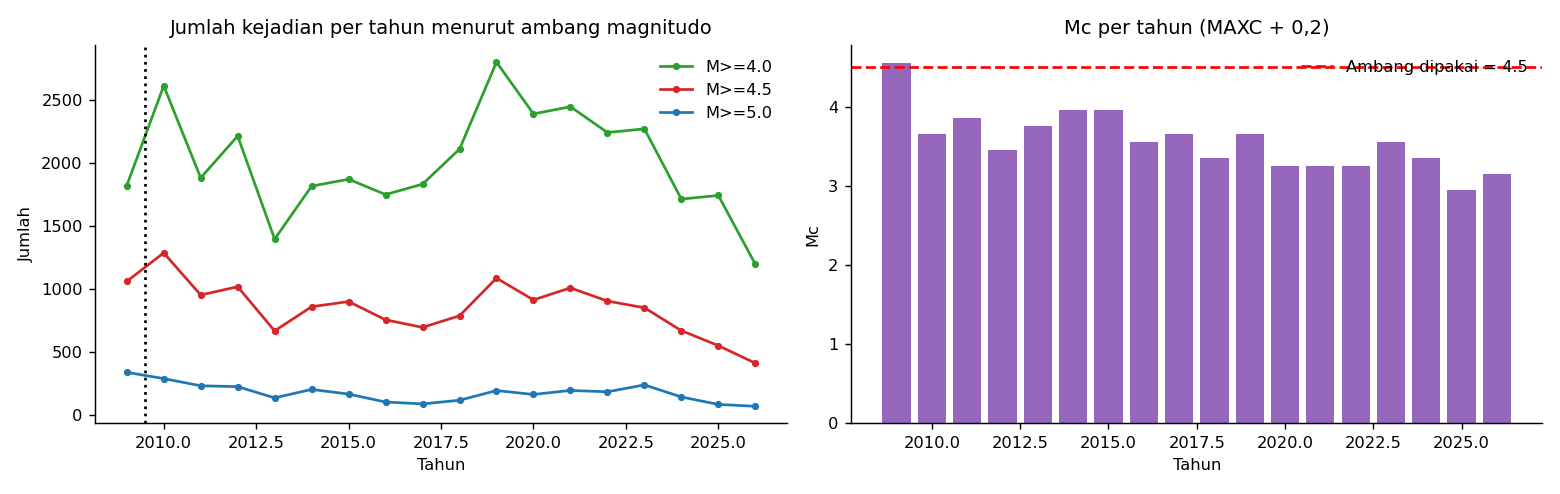 Jumlah kejadian per tahun menurut ambang magnitudo
M>=4.0
M>=4.5
M>=5.0
Jumlah
2500
2000
1500
1000
500
0
2010.0 2012.5 2015.0 2017.5 2020.0 2022.5 2025.0
Tahun
Mc per tahun (MAXC + 0,2)
Ambang dipakai = 4.5
Mc
4
3
2
1
0
2010.0 2012.5 2015.0 2017.5 2020.0 2022.5 2025.0
Tahun